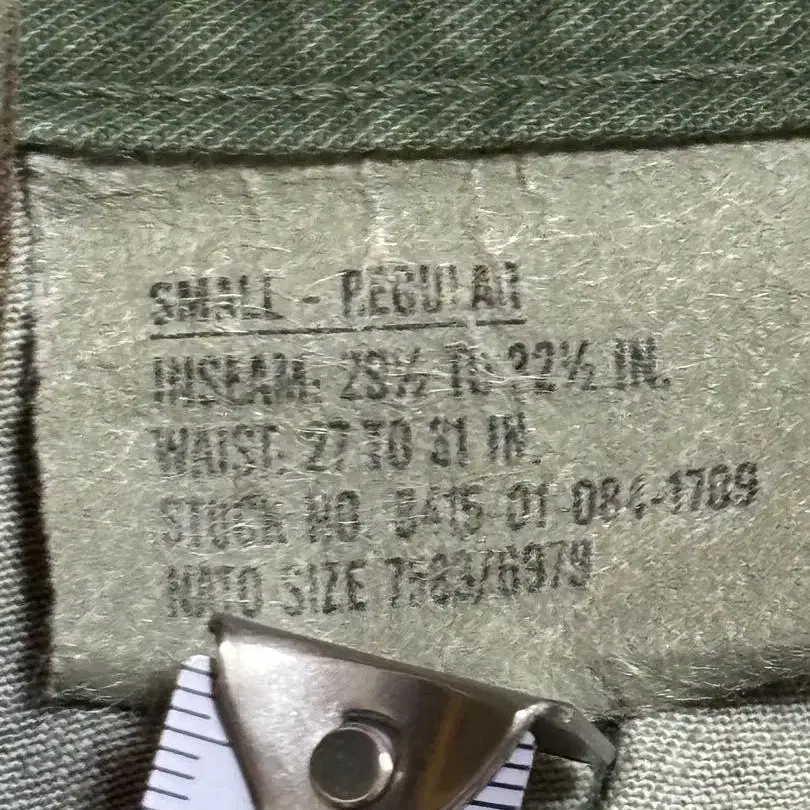 SMALL - REGULAR
INSEAM: 29½ TO 32½ IN.
WAIST: 27 TO 31 IN.
STOCK NO. 8415-01-084-1709
NATO SIZE 7583/6979